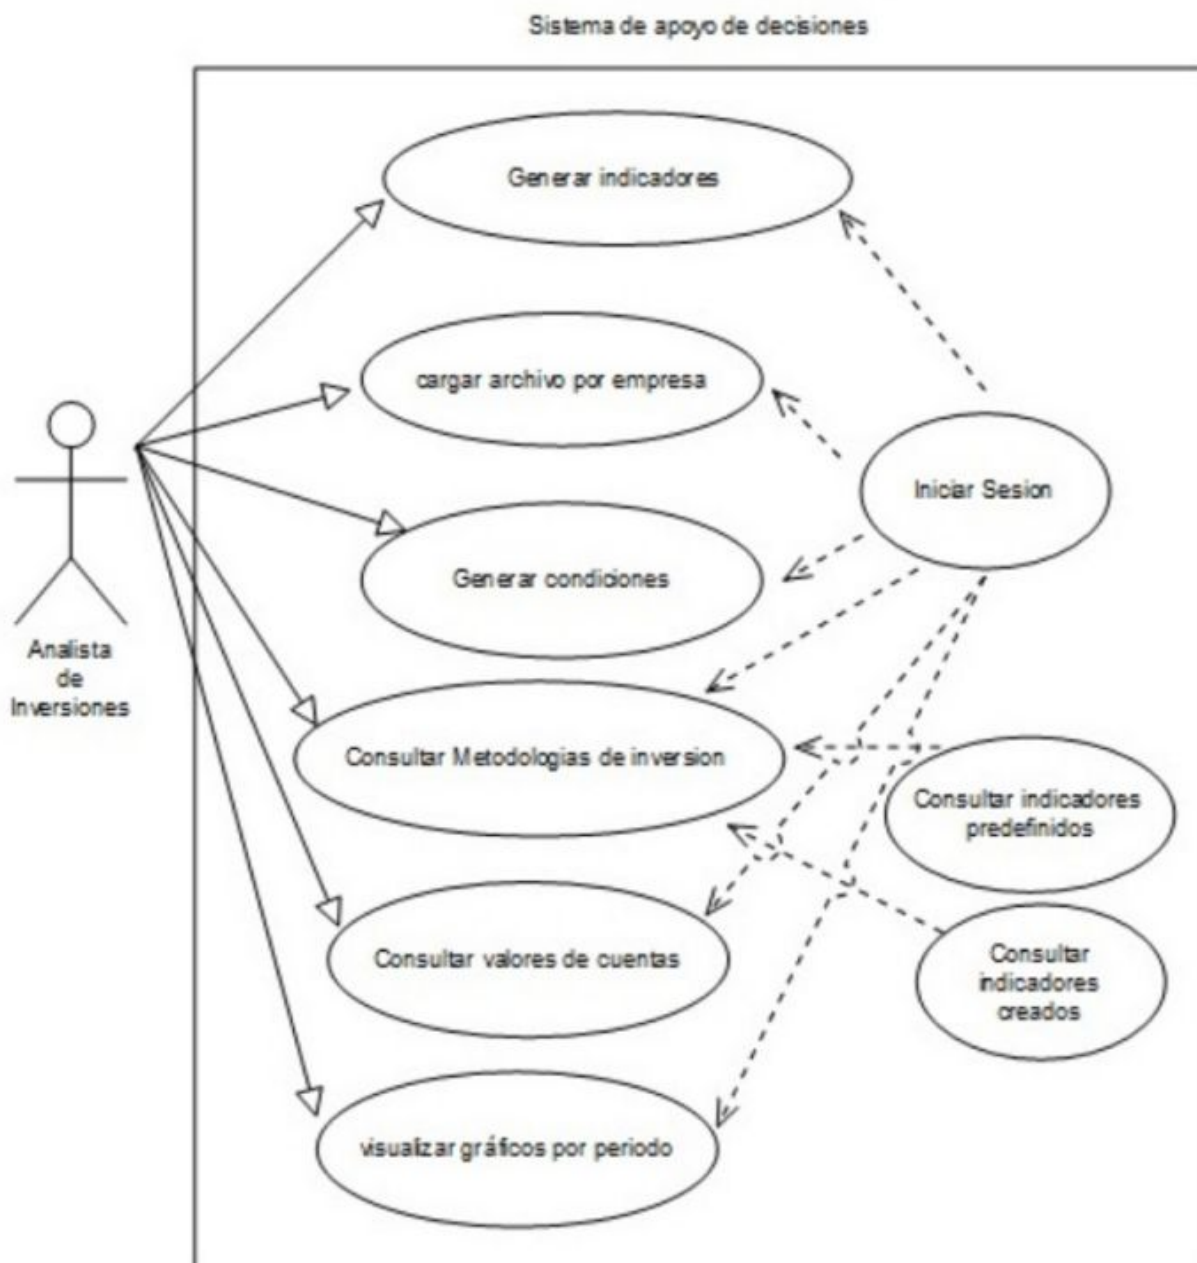 Sistema de apoyo de decisiones
Generar indicadores
cargar archivo por empresa
Iniciar Sesion
Generar condiciones
Analista
de
Inversiones
Consultar Metodologias de inversion
Consultar indicadores
predefinidos
Consultar valores de cuentas
Consultar
indicadores
creados
visualizar gráficos por periodo